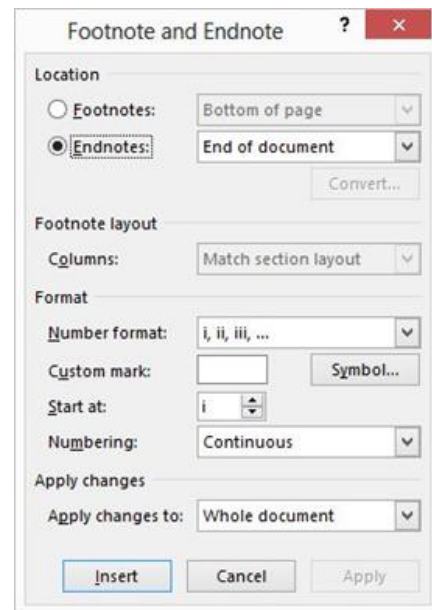 Footnote and Endnote ?
Location
Footnotes: Bottom of page
Endnotes: End of document
Convert...
Footnote layout
Columns: Match section layout
Format
Number format: i, ii, iii, ...
Custom mark: Symbol...
Start at: i
Numbering: Continuous
Apply changes
Apply changes to: Whole document
Insert Cancel Apply